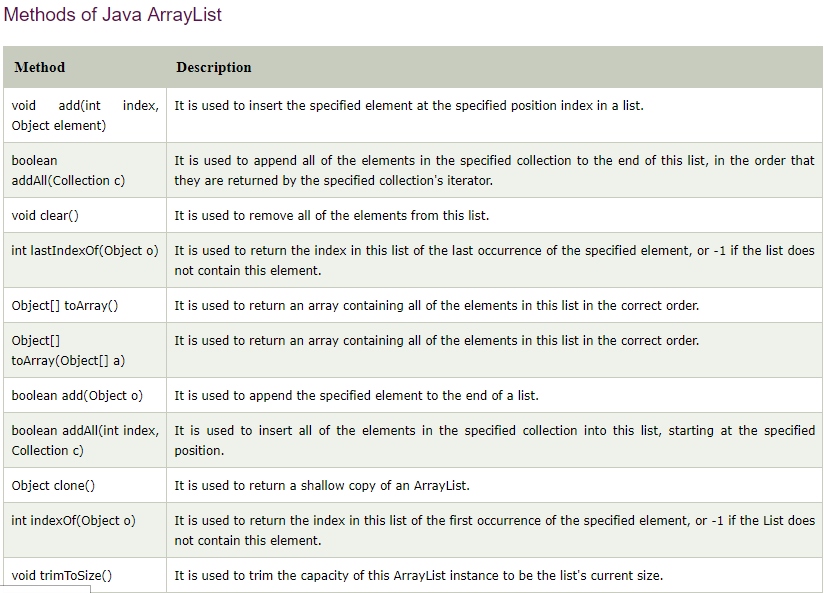 Methods of Java ArrayList
Method Description
void add(int index, It is used to insert the specified element at the specified position index in a list.
Object element)
boolean It is used to append all of the elements in the specified collection to the end of this list, in the order that
addAll(Collection c) they are returned by the specified collection's iterator.
void clear() It is used to remove all of the elements from this list.
int lastIndexOf(Object o) It is used to return the index in this list of the last occurrence of the specified element, or -1 if the list does
not contain this element.
Object[] toArray() It is used to return an array containing all of the elements in this list in the correct order.
Object[] It is used to return an array containing all of the elements in this list in the correct order.
toArray(Object[] a)
boolean add(Object o) It is used to append the specified element to the end of a list.
boolean addAll(int index, It is used to insert all of the elements in the specified collection into this list, starting at the specified
Collection c) position.
Object clone() It is used to return a shallow copy of an ArrayList.
int indexOf(Object o) It is used to return the index in this list of the first occurrence of the specified element, or -1 if the List does
not contain this element.
void trimToSize() It is used to trim the capacity of this ArrayList instance to be the list's current size.